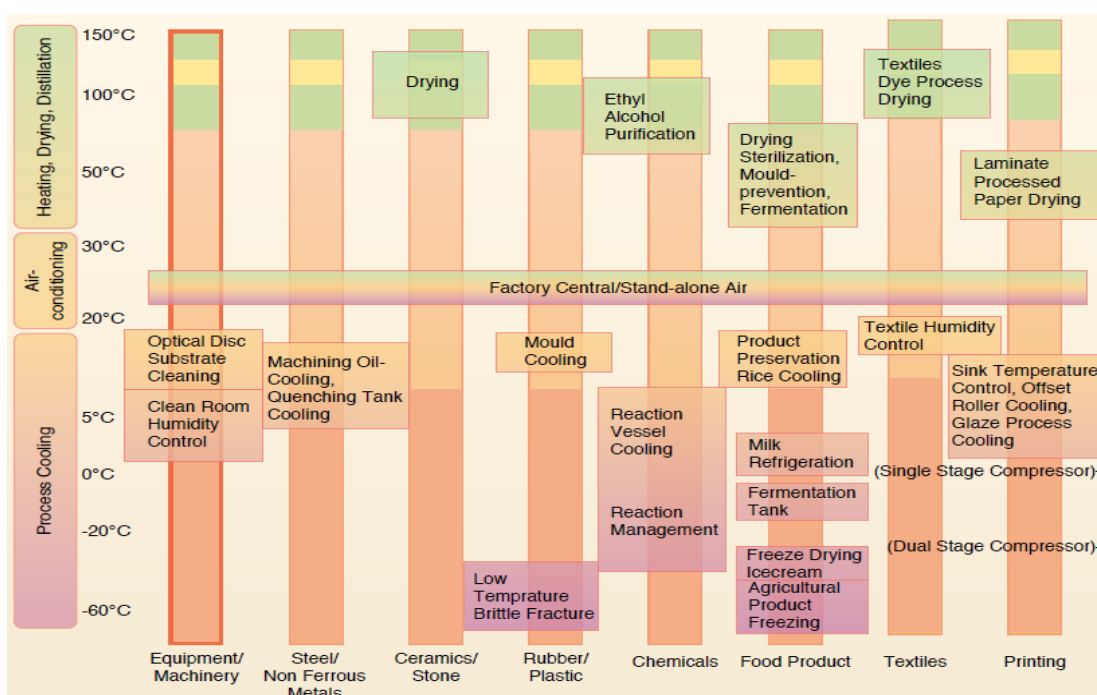 Heating, Drying, Distillation
Air-
conditioning
Process Cooling
150°C
100°C
50°C
30°C
20°C
5°C
0°C
-20°C
-60°C
Drying
Ethyl
Alcohol
Purification
Drying
Sterilization,
Mould-
prevention,
Fermentation
Textiles
Dye Process
Drying
Laminate
Processed
Paper Drying
Factory Central/Stand-alone Air
Optical Disc
Substrate
Cleaning
Clean Room
Humidity
Control
Machining Oil-
Cooling,
Quenching Tank
Cooling
Mould
Cooling
Low
Temprature
Brittle Fracture
Reaction
Vessel
Cooling
Reaction
Management
Product
Preservation
Rice Cooling
Milk
Refrigeration
Fermentation
Tank
Freeze Drying
Icecream
Agricultural
Product
Freezing
Textile Humidity
Control
Sink Temperature
Control, Offset
Roller Cooling,
Glaze Process
Cooling
(Single Stage Compressor)
(Dual Stage Compressor)
Equipment/
Machinery
Steel/
Non Ferrous
Metals
Ceramics/
Stone
Rubber/
Plastic
Chemicals
Food Product
Textiles
Printing